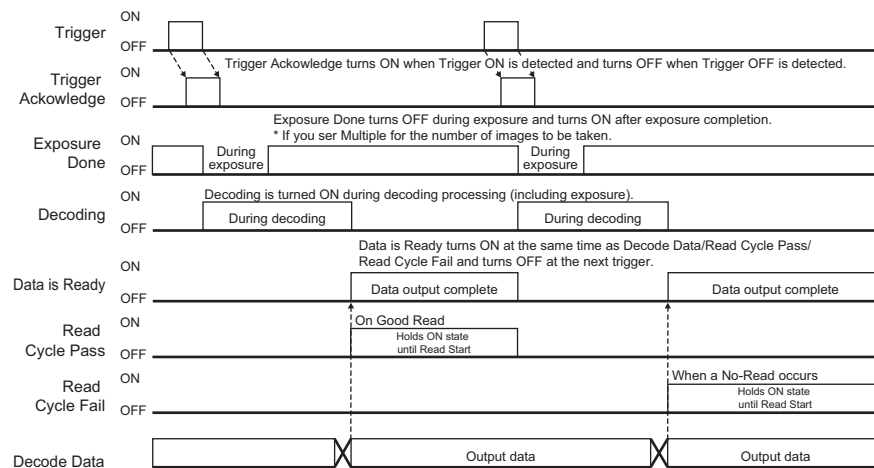 ON
Trigger
OFF
Trigger Ackowledge turns ON when Trigger ON is detected and turns OFF when Trigger OFF is detected.
ON
Trigger
Ackowledge
OFF
Exposure Done turns OFF during exposure and turns ON after exposure completion.
* If you ser Multiple for the number of images to be taken.
ON
Exposure
Done
OFF
During
exposure
During
exposure
Decoding is turned ON during decoding processing (including exposure).
ON
Decoding
OFF
During decoding
During decoding
Data is Ready turns ON at the same time as Decode Data/Read Cycle Pass/
Read Cycle Fail and turns OFF at the next trigger.
ON
Data is Ready
OFF
Data output complete
Data output complete
ON
Read
Cycle Pass
OFF
On Good Read
Holds ON state
until Read Start
ON
Read
Cycle Fail
OFF
When a No-Read occurs
Holds ON state
until Read Start
Decode Data
Output data
Output data